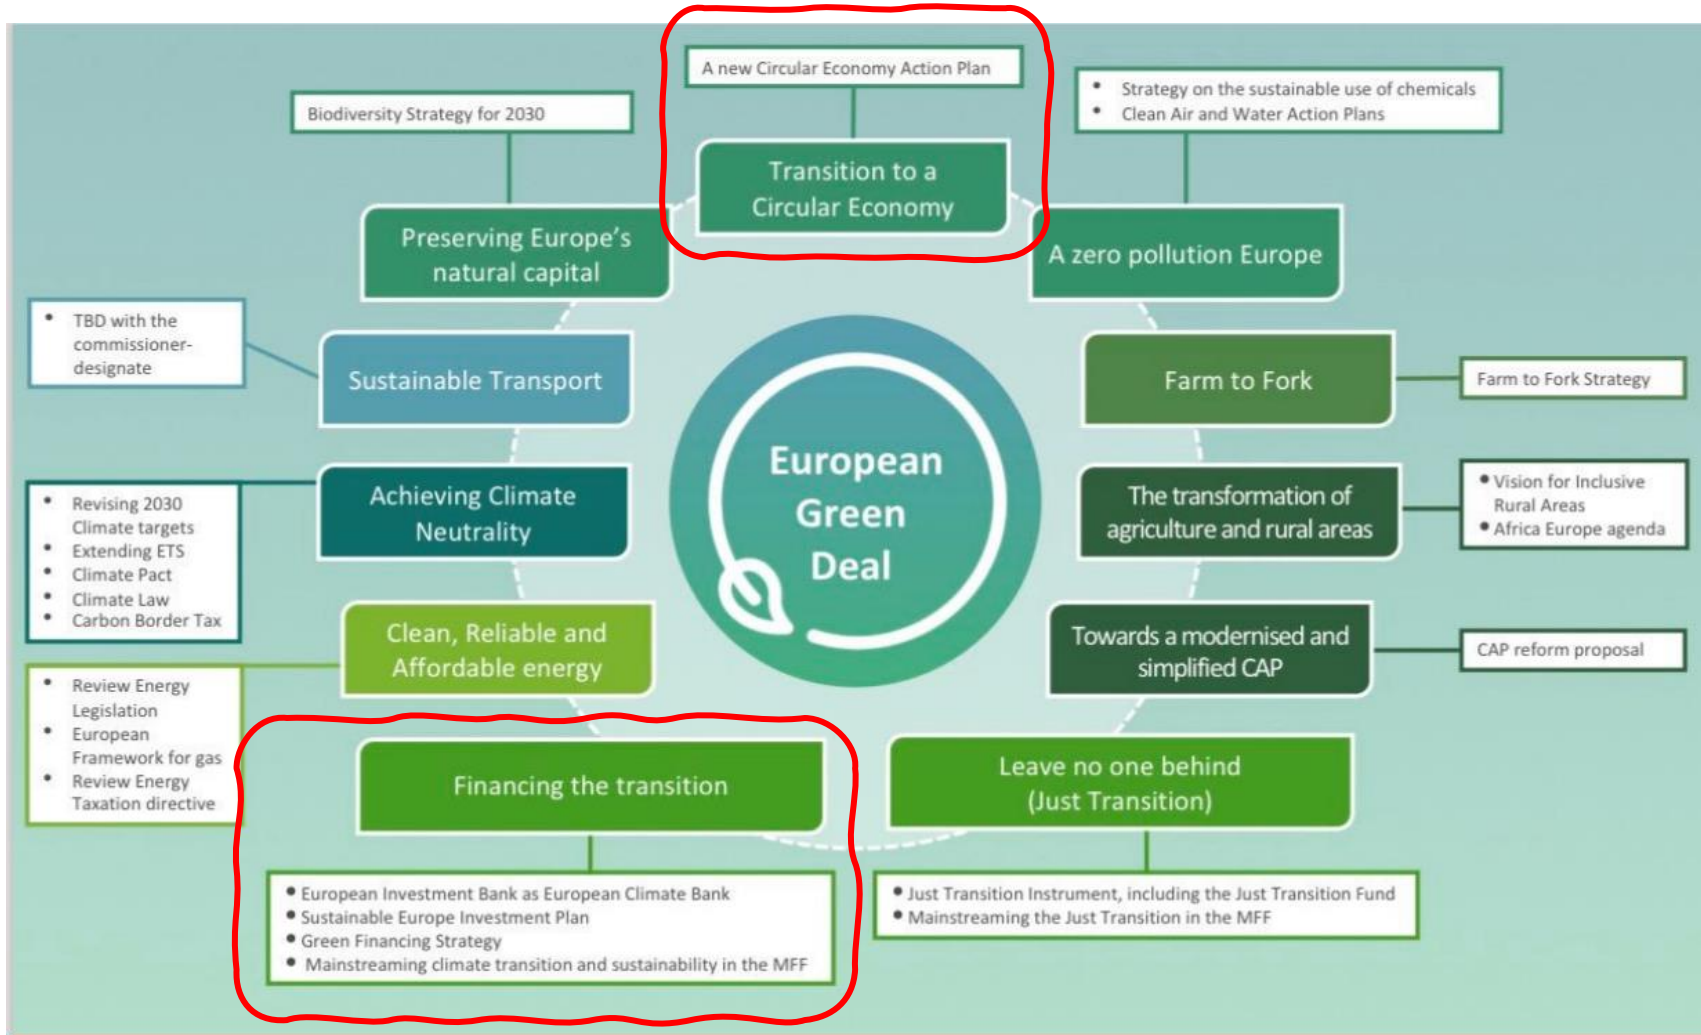 A new Circular Economy Action Plan
Transition to a
Circular Economy
Biodiversity Strategy for 2030
Preserving Europe's
natural capital
• Strategy on the sustainable use of chemicals
• Clean Air and Water Action Plans
A zero pollution Europe
• TBD with the
commissioner-
designate
Sustainable Transport
Farm to Fork
Farm to Fork Strategy
European
Green
Deal
• Revising 2030
Climate targets
• Extending ETS
• Climate Pact
• Climate Law
• Carbon Border Tax
Achieving Climate
Neutrality
The transformation of
agriculture and rural areas
• Vision for Inclusive
Rural Areas
• Africa Europe agenda
Clean, Reliable and
Affordable energy
• Review Energy
Legislation
• European
Framework for gas
• Review Energy
Taxation directive
Towards a modernised and
simplified CAP
CAP reform proposal
Financing the transition
• European Investment Bank as European Climate Bank
• Sustainable Europe Investment Plan
• Green Financing Strategy
• Mainstreaming climate transition and sustainability in the MFF
Leave no one behind
(Just Transition)
• Just Transition Instrument, including the Just Transition Fund
• Mainstreaming the Just Transition in the MFF